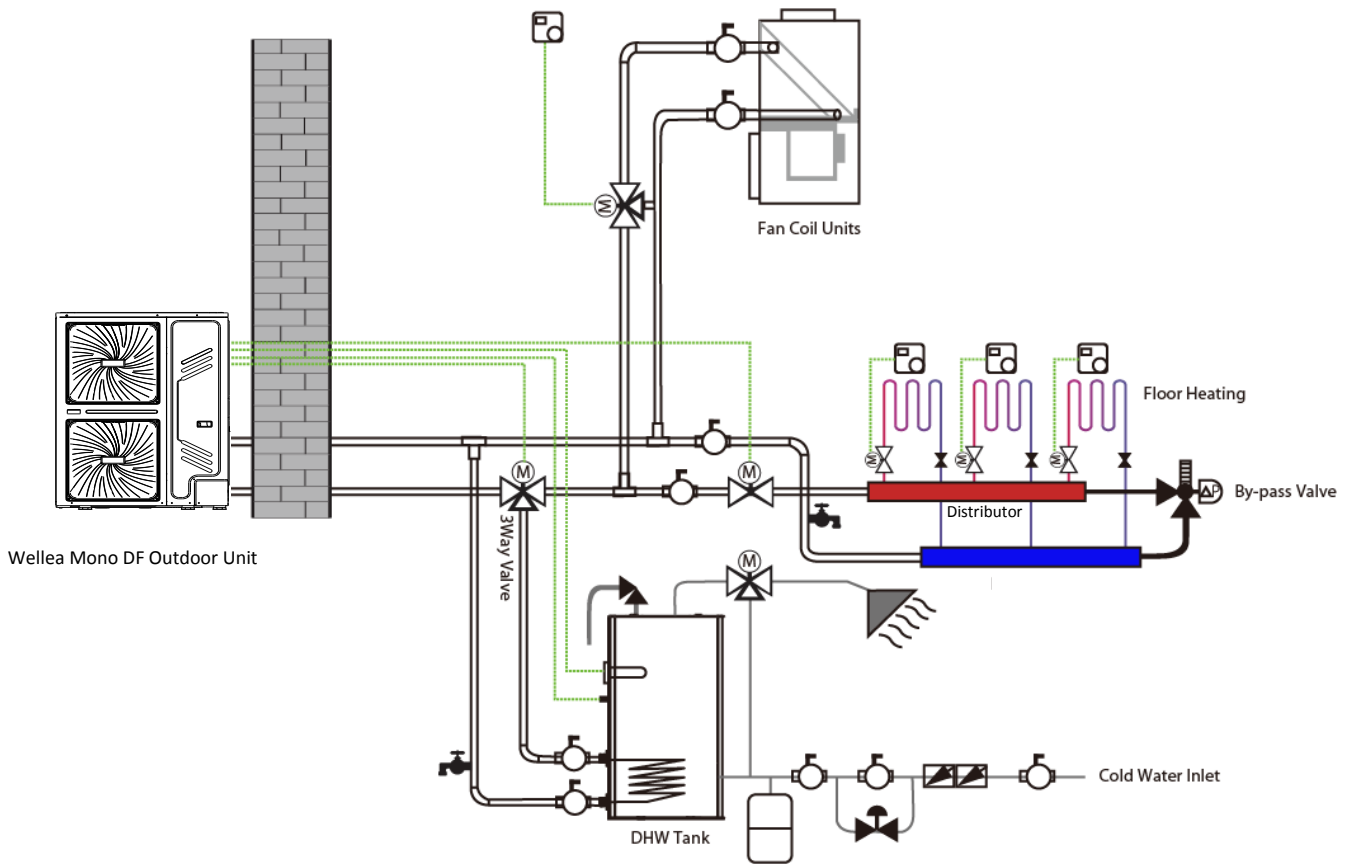 M
Fan Coil Units
Floor Heating
M
M
M
M
M
By-pass Valve
ΔP
Distributor
3Way Valve
Wellea Mono DF Outdoor Unit
M
Cold Water Inlet
DHW Tank